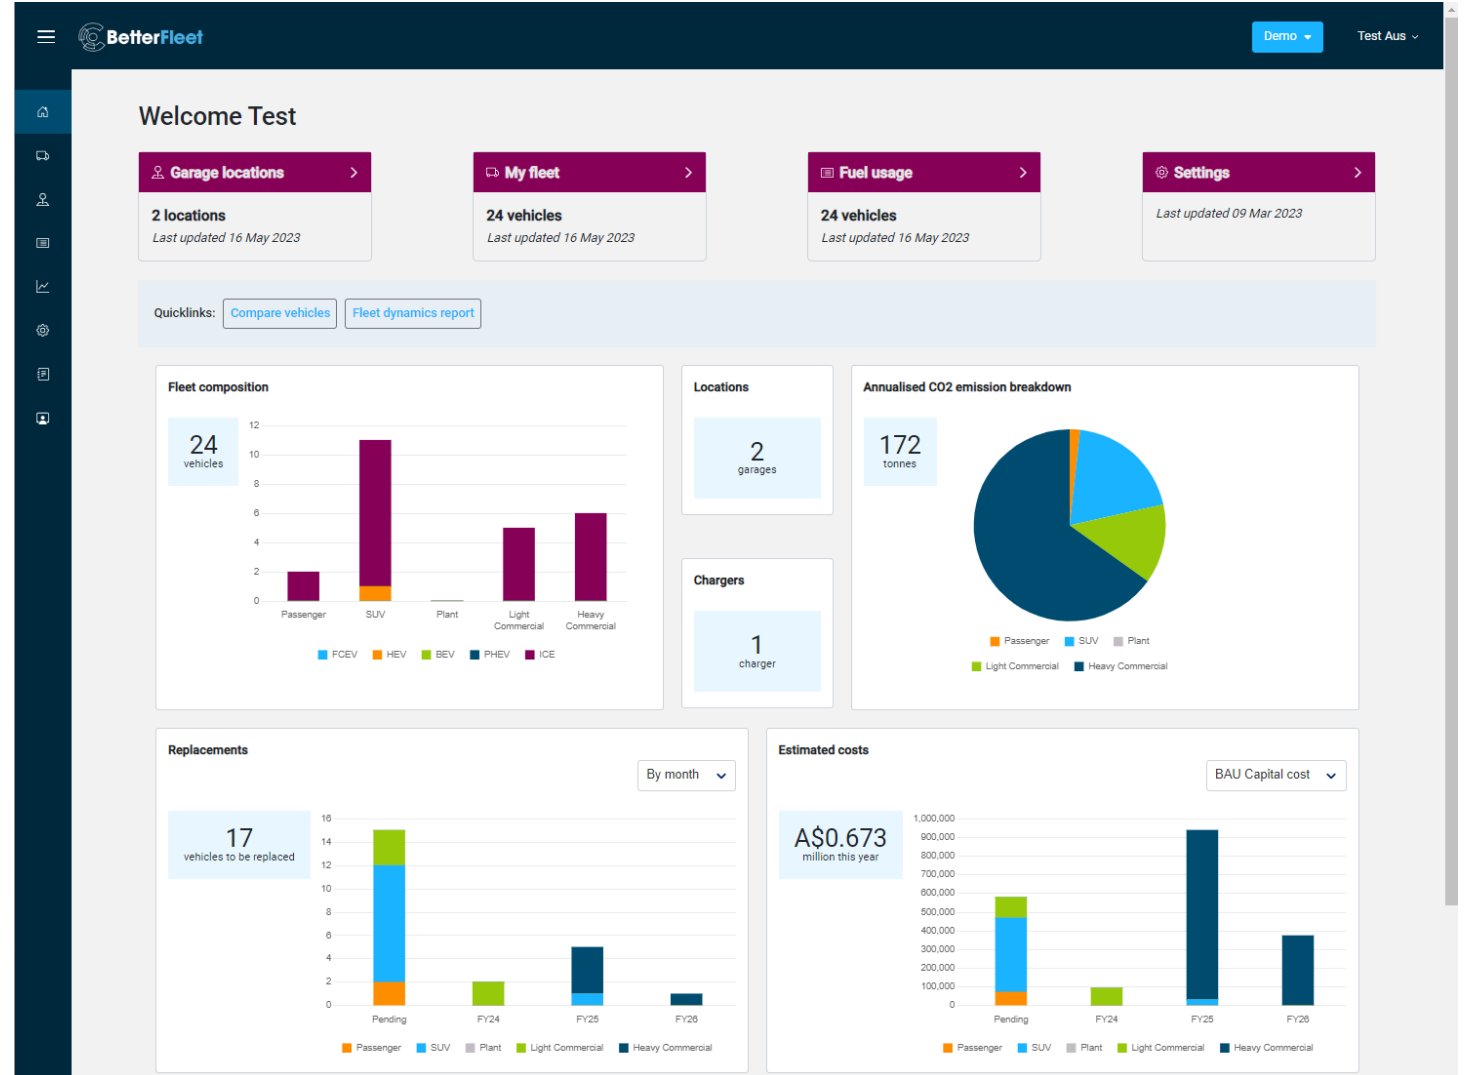 BetterFleet
Demo
Test Aus
Welcome Test
Garage locations
2 locations
Last updated 16 May 2023
My fleet
24 vehicles
Last updated 16 May 2023
Fuel usage
24 vehicles
Last updated 16 May 2023
Settings
Last updated 09 Mar 2023
Quicklinks: Compare vehicles Fleet dynamics report
Fleet composition
24
vehicles
12
10
8
6
4
2
0
Passenger SUV Plant Light Commercial Heavy Commercial
FCEV HEV BEV PHEV ICE
Locations
2
garages
Chargers
1
charger
Annualised CO2 emission breakdown
172
tonnes
Passenger SUV Plant
Light Commercial Heavy Commercial
Replacements
By month
17
vehicles to be replaced
16
14
12
10
8
6
4
2
0
Pending FY24 FY25 FY26
Passenger SUV Plant Light Commercial Heavy Commercial
Estimated costs
BAU Capital cost
A$0.673
million this year
1,000,000
900,000
800,000
700,000
600,000
500,000
400,000
300,000
200,000
100,000
0
Pending FY24 FY25 FY26
Passenger SUV Plant Light Commercial Heavy Commercial